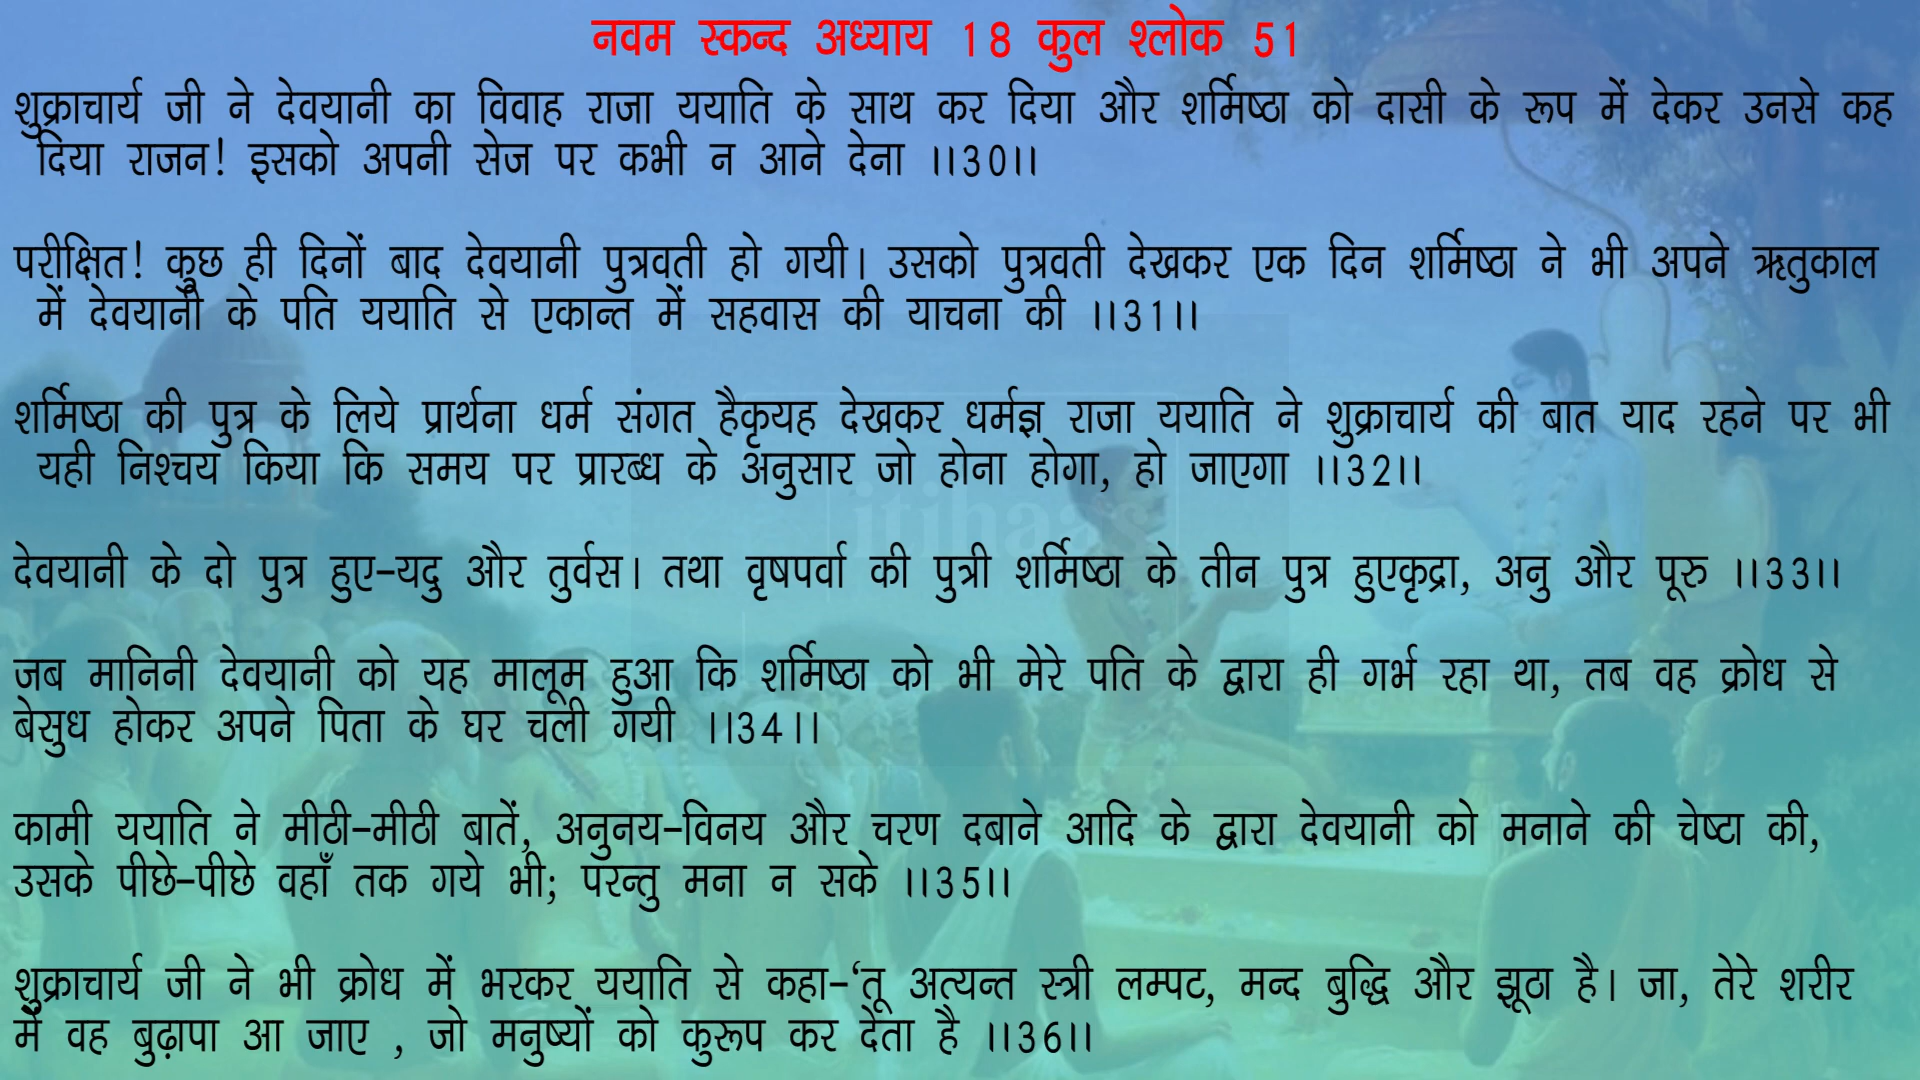 नवम स्कन्द अध्याय 18 कुल श्लोक 51
शुक्राचार्य जी ने देवयानी का विवाह राजा ययाति के साथ कर दिया और शर्मिष्ठा को दासी के रूप में देकर उनसे कह
दिया राजन! इसको अपनी सेज पर कभी न आने देना ।।30।।
परीक्षित! कुछ ही दिनों बाद देवयानी पुत्रवती हो गयी। उसको पुत्रवती देखकर एक दिन शर्मिष्ठा ने भी अपने ऋतुकाल
में देवयानी के पति ययाति से एकान्त में सहवास की याचना की ।।31।।
शर्मिष्ठा की पुत्र के लिये प्रार्थना धर्म संगत हैकृयह देखकर धर्मज्ञ राजा ययाति ने शुक्राचार्य की बात याद रहने पर भी
यही निश्चय किया कि समय पर प्रारब्ध के अनुसार जो होना होगा, हो जाएगा ।।32।।
देवयानी के दो पुत्र हुए-यदु और तुर्वस। तथा वृषपर्वा की पुत्री शर्मिष्ठा के तीन पुत्र हुएकृद्रा, अनु और पूरु ।।33।।
जब मानिनी देवयानी को यह मालूम हुआ कि शर्मिष्ठा को भी मेरे पति के द्वारा ही गर्भ रहा था, तब वह क्रोध से
बेसुध होकर अपने पिता के घर चली गयी ।।34।।
कामी ययाति ने मीठी-मीठी बातें, अनुनय-विनय और चरण दबाने आदि के द्वारा देवयानी को मनाने की चेष्टा की,
उसके पीछे-पीछे वहाँ तक गये भी; परन्तु मना न सके ।।35।।
शुक्राचार्य जी ने भी क्रोध में भरकर ययाति से कहा-‘तू अत्यन्त स्त्री लम्पट, मन्द बुद्धि और झूठा है। जा, तेरे शरीर
में वह बुढ़ापा आ जाए , जो मनुष्यों को कुरूप कर देता है ।।36।।
itihaas